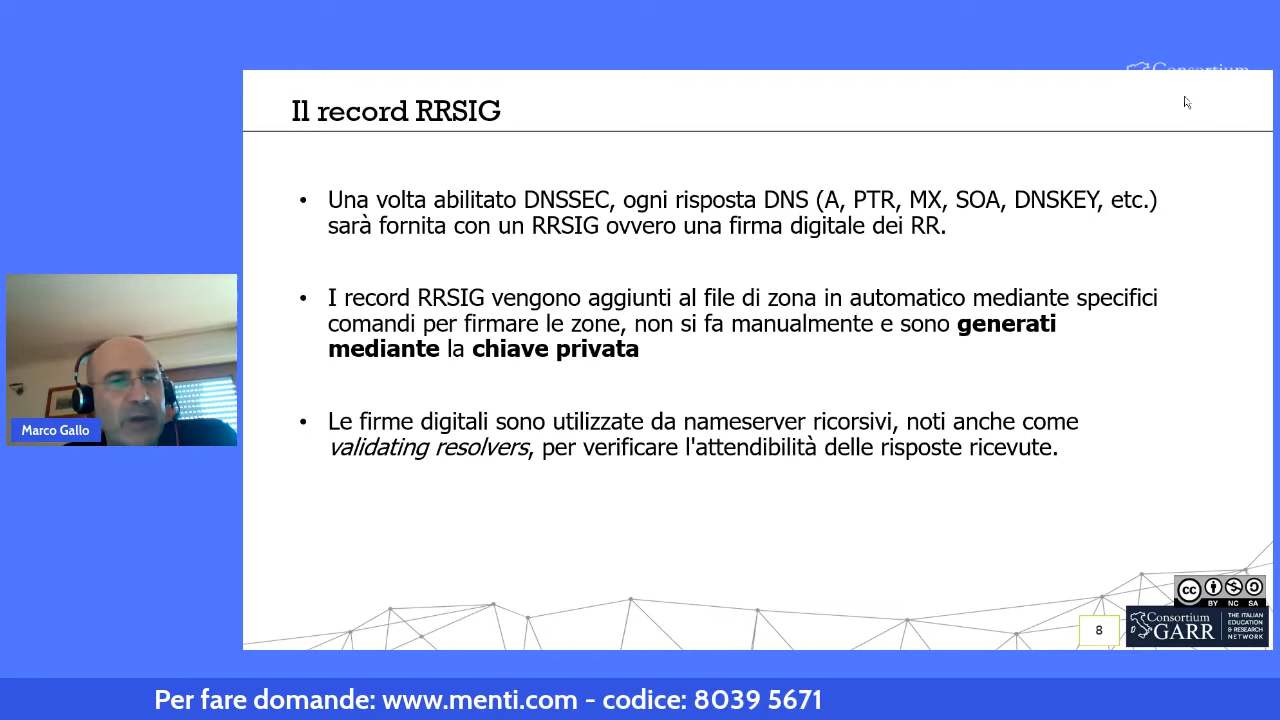 Consortium
Il record RRSIG
• Una volta abilitato DNSSEC, ogni risposta DNS (A, PTR, MX, SOA, DNSKEY, etc.)
sarà fornita con un RRSIG ovvero una firma digitale dei RR.
• I record RRSIG vengono aggiunti al file di zona in automatico mediante specifici
comandi per firmare le zone, non si fa manualmente e sono generati
mediante la chiave privata
• Le firme digitali sono utilizzate da nameserver ricorsivi, noti anche come
validating resolvers, per verificare l'attendibilità delle risposte ricevute.
Marco Gallo
cc
BY NC SA
8
Consortium
GARR
THE ITALIAN
EDUCATION
& RESEARCH
NETWORK
Per fare domande: www.menti.com - codice: 8039 5671